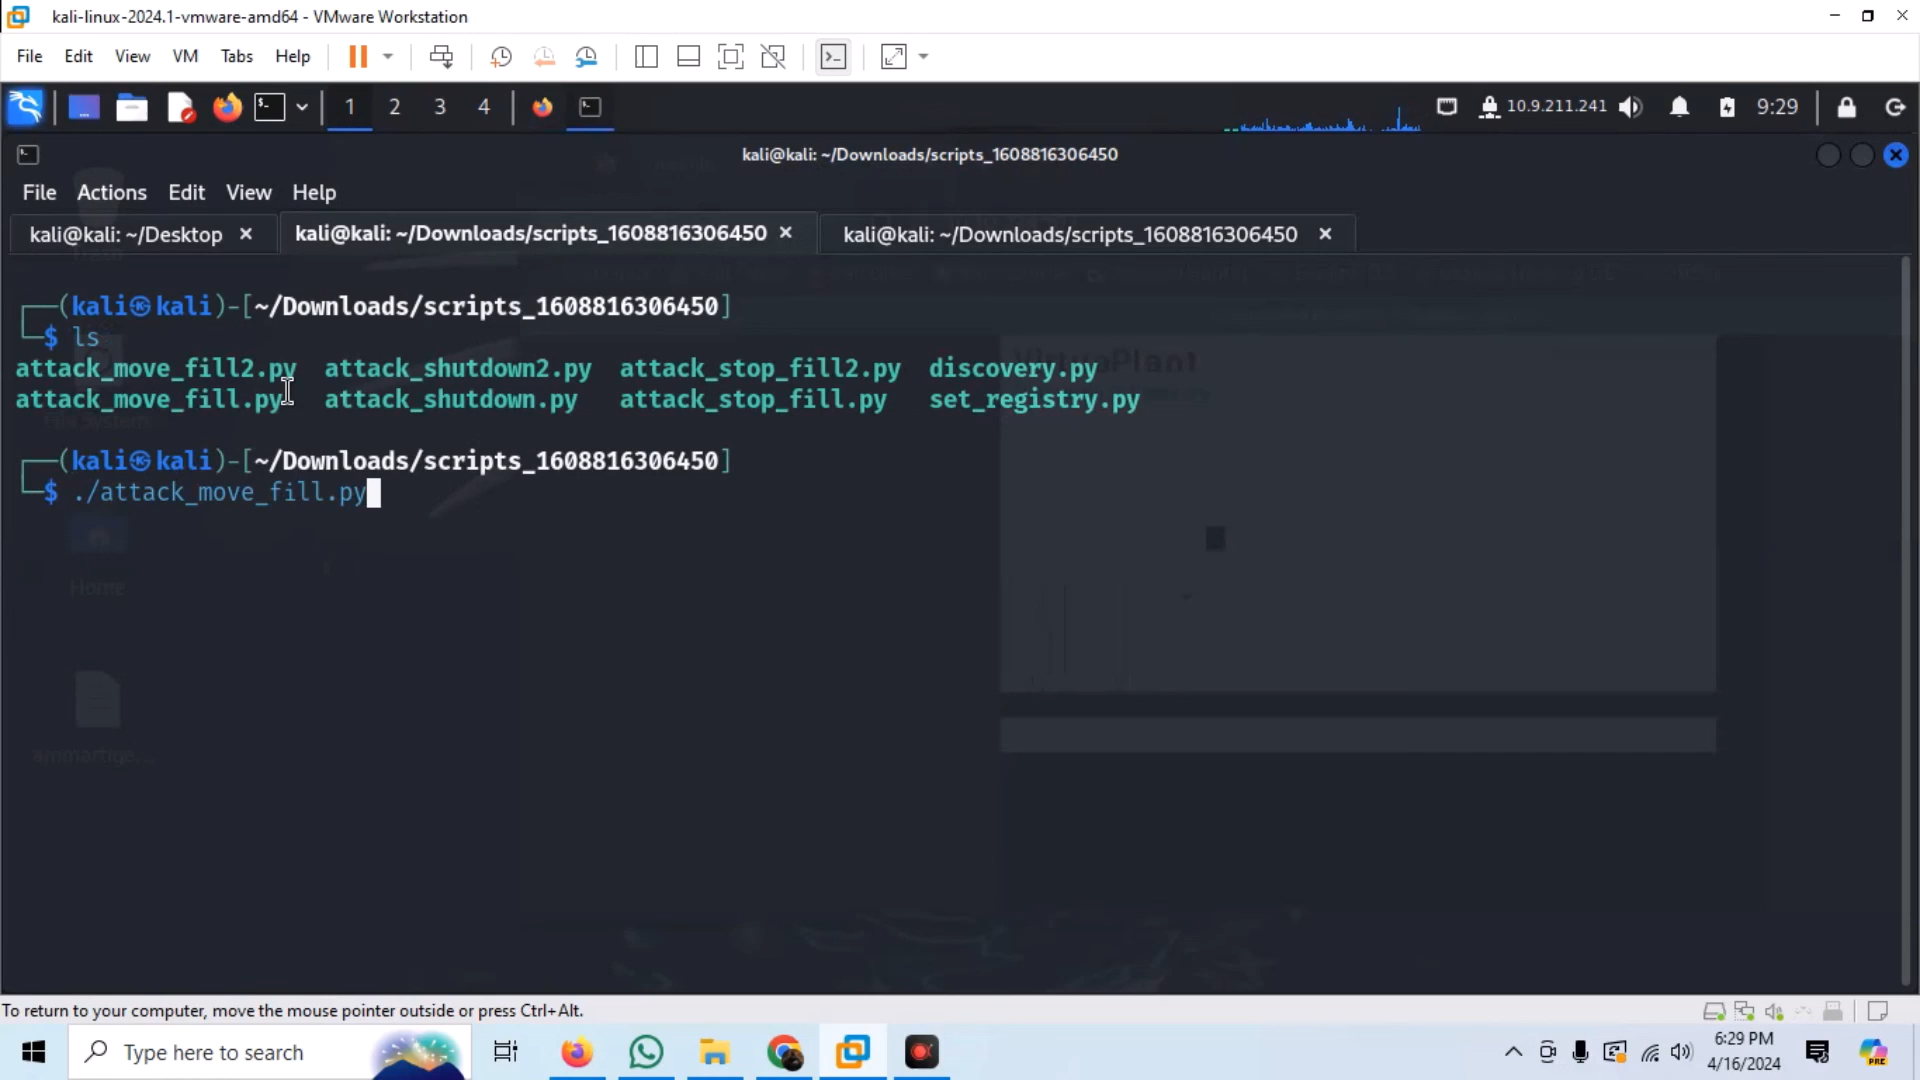 kali-linux-2024.1-vmware-amd64 - VMware Workstation
File Edit View VM Tabs Help
1 2 3 4 10.9.211.241 9:29
kali@kali: ~/Downloads/scripts_1608816306450
File Actions Edit View Help
kali@kali: ~/Desktop kali@kali: ~/Downloads/scripts_1608816306450 kali@kali: ~/Downloads/scripts_1608816306450
(kali㉿kali)-[~/Downloads/scripts_1608816306450]
$ ls
attack_move_fill2.py attack_shutdown2.py attack_stop_fill2.py discovery.py
attack_move_fill.py attack_shutdown.py attack_stop_fill.py set_registry.py
VirtuaPlant
(kali㉿kali)-[~/Downloads/scripts_1608816306450]
$ ./attack_move_fill.py
Home
To return to your computer, move the mouse pointer outside or press Ctrl+Alt.
Type here to search
6:29 PM
4/16/2024
PRE